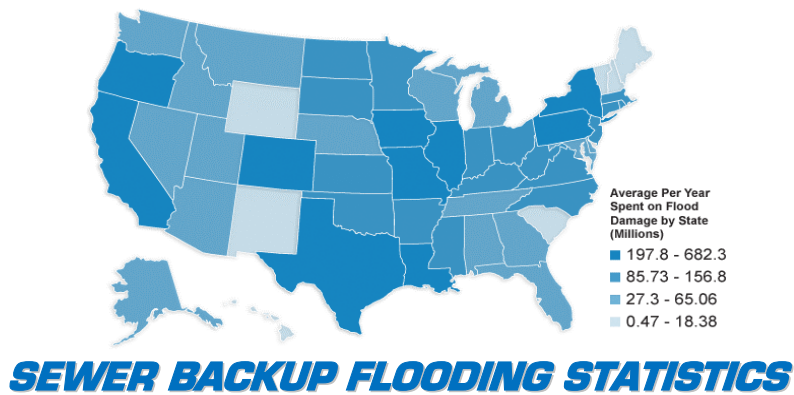 Average Per Year
Spent on Flood
Damage by State
(Millions)
197.8 - 682.3
85.73 - 156.8
27.3 - 65.06
0.47 - 18.38
SEWER BACKUP FLOODING STATISTICS